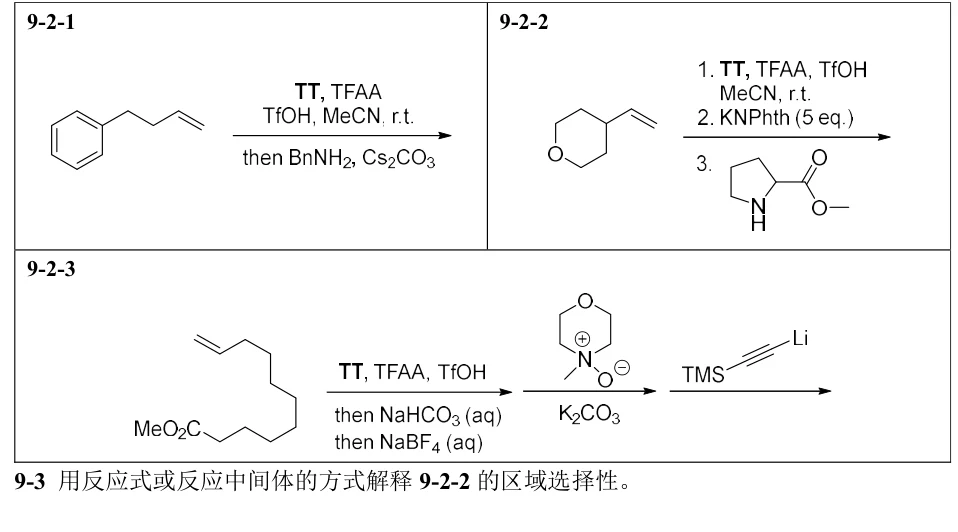 9-2-1
TT, TFAA
TfOH, MeCN, r.t.
then BnNH₂, Cs₂CO₃
9-2-2
O
1. TT, TFAA, TfOH
MeCN, r.t.
2. KNPhth (5 eq.)
3.
O
O
N
H
9-2-3
MeO₂C
TT, TFAA, TfOH
then NaHCO₃ (aq)
then NaBF₄ (aq)
O
⊕
N
O
⊖
K₂CO₃
Li
TMS
9-3 用反应式或反应中间体的方式解释 9-2-2 的区域选择性。